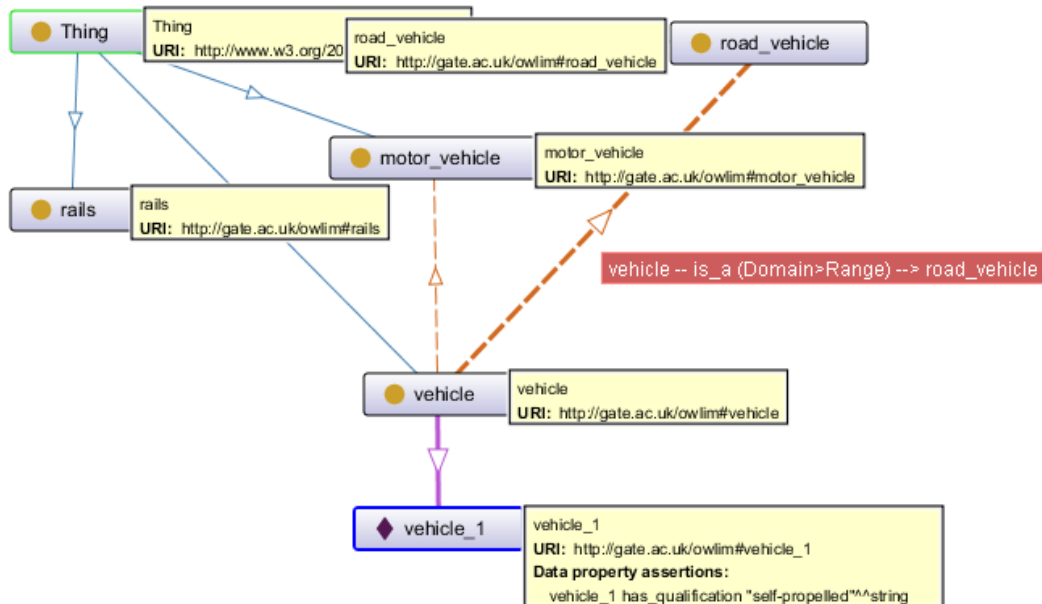 Thing
Thing
URI: http://www.w3.org/20
road_vehicle
URI: http://gate.ac.uk/owlim#road_vehicle
road_vehicle
motor_vehicle
motor_vehicle
URI: http://gate.ac.uk/owlim#motor_vehicle
rails
rails
URI: http://gate.ac.uk/owlim#rails
vehicle -- is_a (Domain>Range) --> road_vehicle
vehicle
vehicle
URI: http://gate.ac.uk/owlim#vehicle
vehicle_1
vehicle_1
URI: http://gate.ac.uk/owlim#vehicle_1
Data property assertions:
vehicle_1 has_qualification "self-propelled"^^string